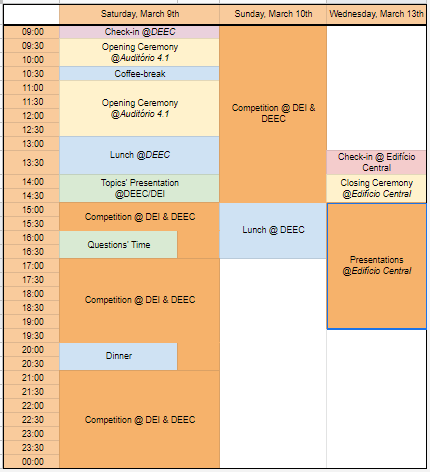 Saturday, March 9th Sunday, March 10th Wednesday, March 13th
09:00 Check-in @DEEC
09:30 Opening Ceremony
10:00 @Auditório 4.1
10:30 Coffee-break
11:00
11:30 Opening Ceremony
12:00 @Auditório 4.1
12:30
Competition @ DEI &
DEEC
13:00
13:30 Lunch @DEEC
Check-in @ Edifício
Central
14:00 Topics' Presentation
14:30 @DEEC/DEI
Closing Ceremony
@Edifício Central
15:00
15:30 Competition @ DEI & DEEC
16:00
16:30 Questions' Time
Lunch @ DEEC
17:00
17:30
18:00
18:30 Competition @ DEI & DEEC
19:00
19:30
Presentations
@Edifício Central
20:00
20:30 Dinner
21:00
21:30
22:00
22:30 Competition @ DEI & DEEC
23:00
23:30
00:00